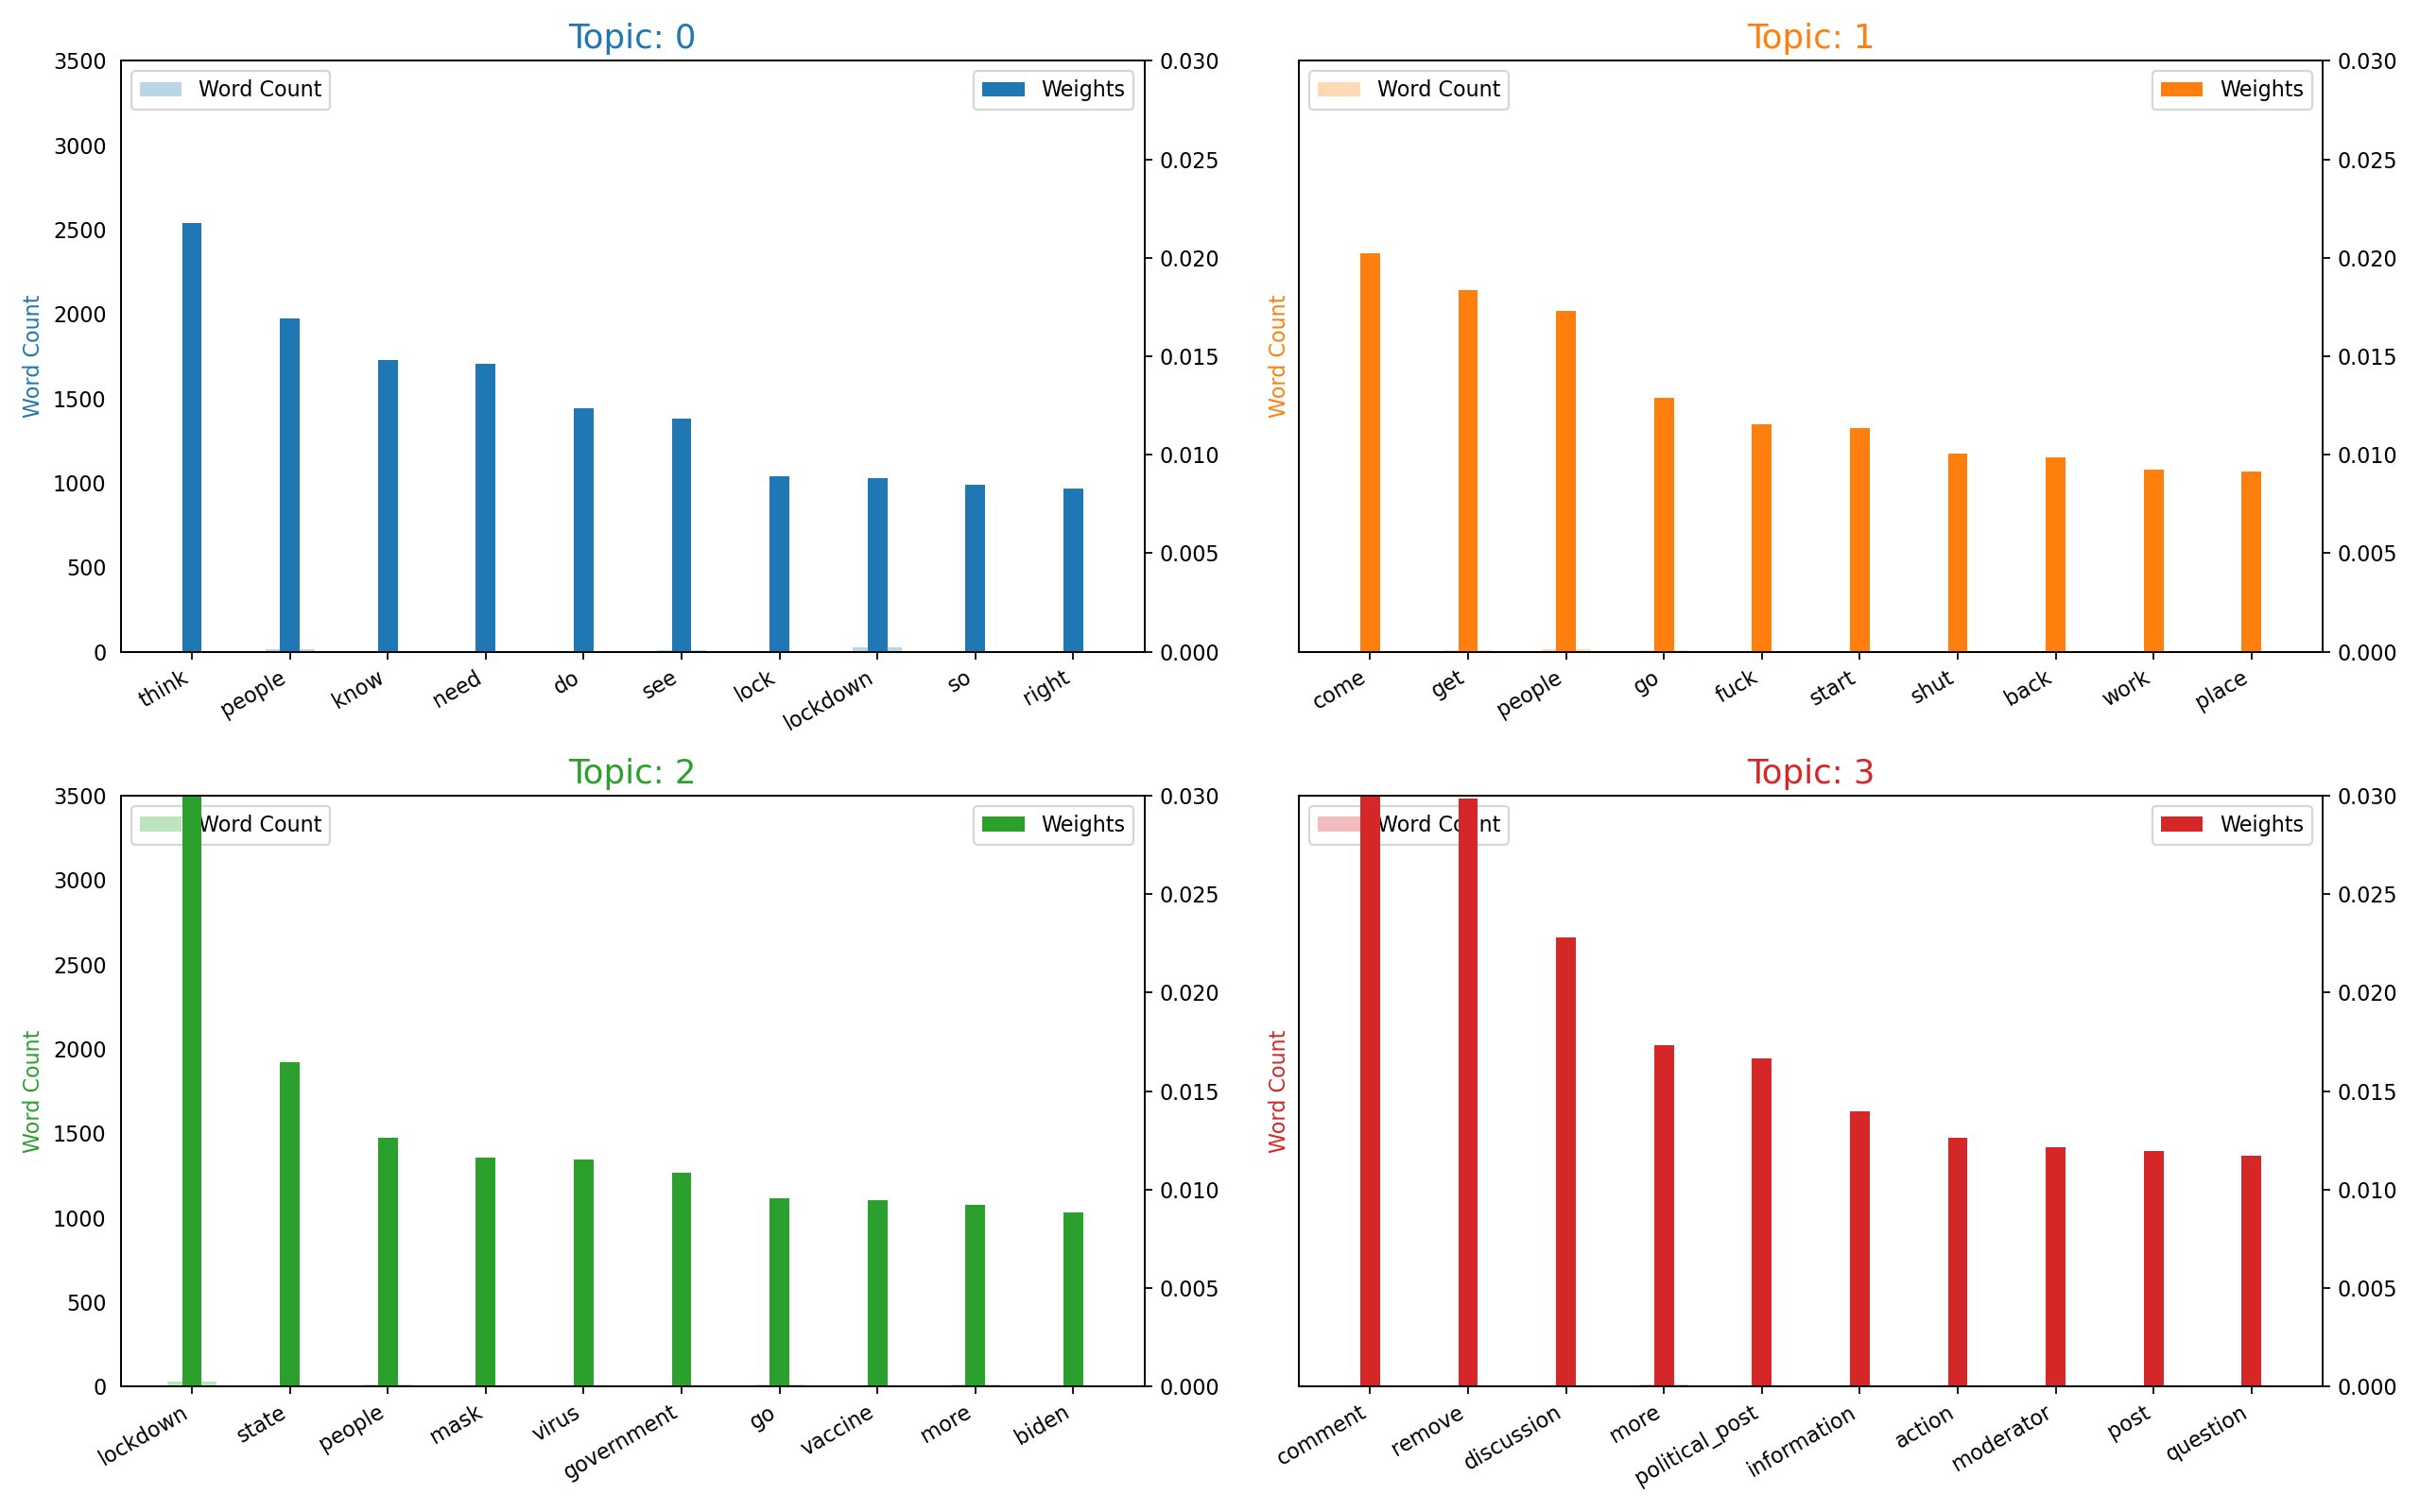 Topic: 0
Topic: 1
3500
3000
2500
2000
1500
1000
500
0
Word Count
Word Count
Weights
0.030
0.025
0.020
0.015
0.010
0.005
0.000
think
people
know
need
do
see
lock
lockdown
so
right
Word Count
Word Count
Weights
0.030
0.025
0.020
0.015
0.010
0.005
0.000
come
get
people
go
fuck
start
shut
back
work
place
Topic: 2
Topic: 3
3500
3000
2500
2000
1500
1000
500
0
Word Count
Word Count
Weights
0.030
0.025
0.020
0.015
0.010
0.005
0.000
lockdown
state
people
mask
virus
government
go
vaccine
more
biden
Word Count
Word Count
Weights
0.030
0.025
0.020
0.015
0.010
0.005
0.000
comment
remove
discussion
more
political_post
information
action
moderator
post
question